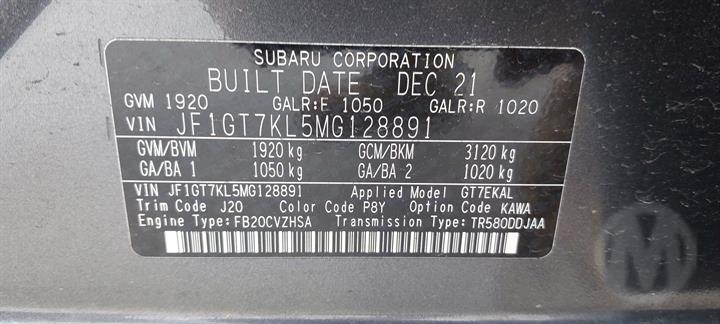 SUBARU CORPORATION
BUILT DATE DEC 21
GVM 1920 GALR:F 1050 GALR:R 1020
VIN JF1GT7KL5MG128891
GVM/BVM 1920 kg GCM/BKM 3120 kg
GA/BA 1 1050 kg GA/BA 2 1020 kg
VIN JF1GT7KL5MG128891 Applied Model GT7EKAL
Trim Code J20 Color Code P8Y Option Code KAWA
Engine Type:FB20CVZHSA Transmission Type:TR580DDJAA
M